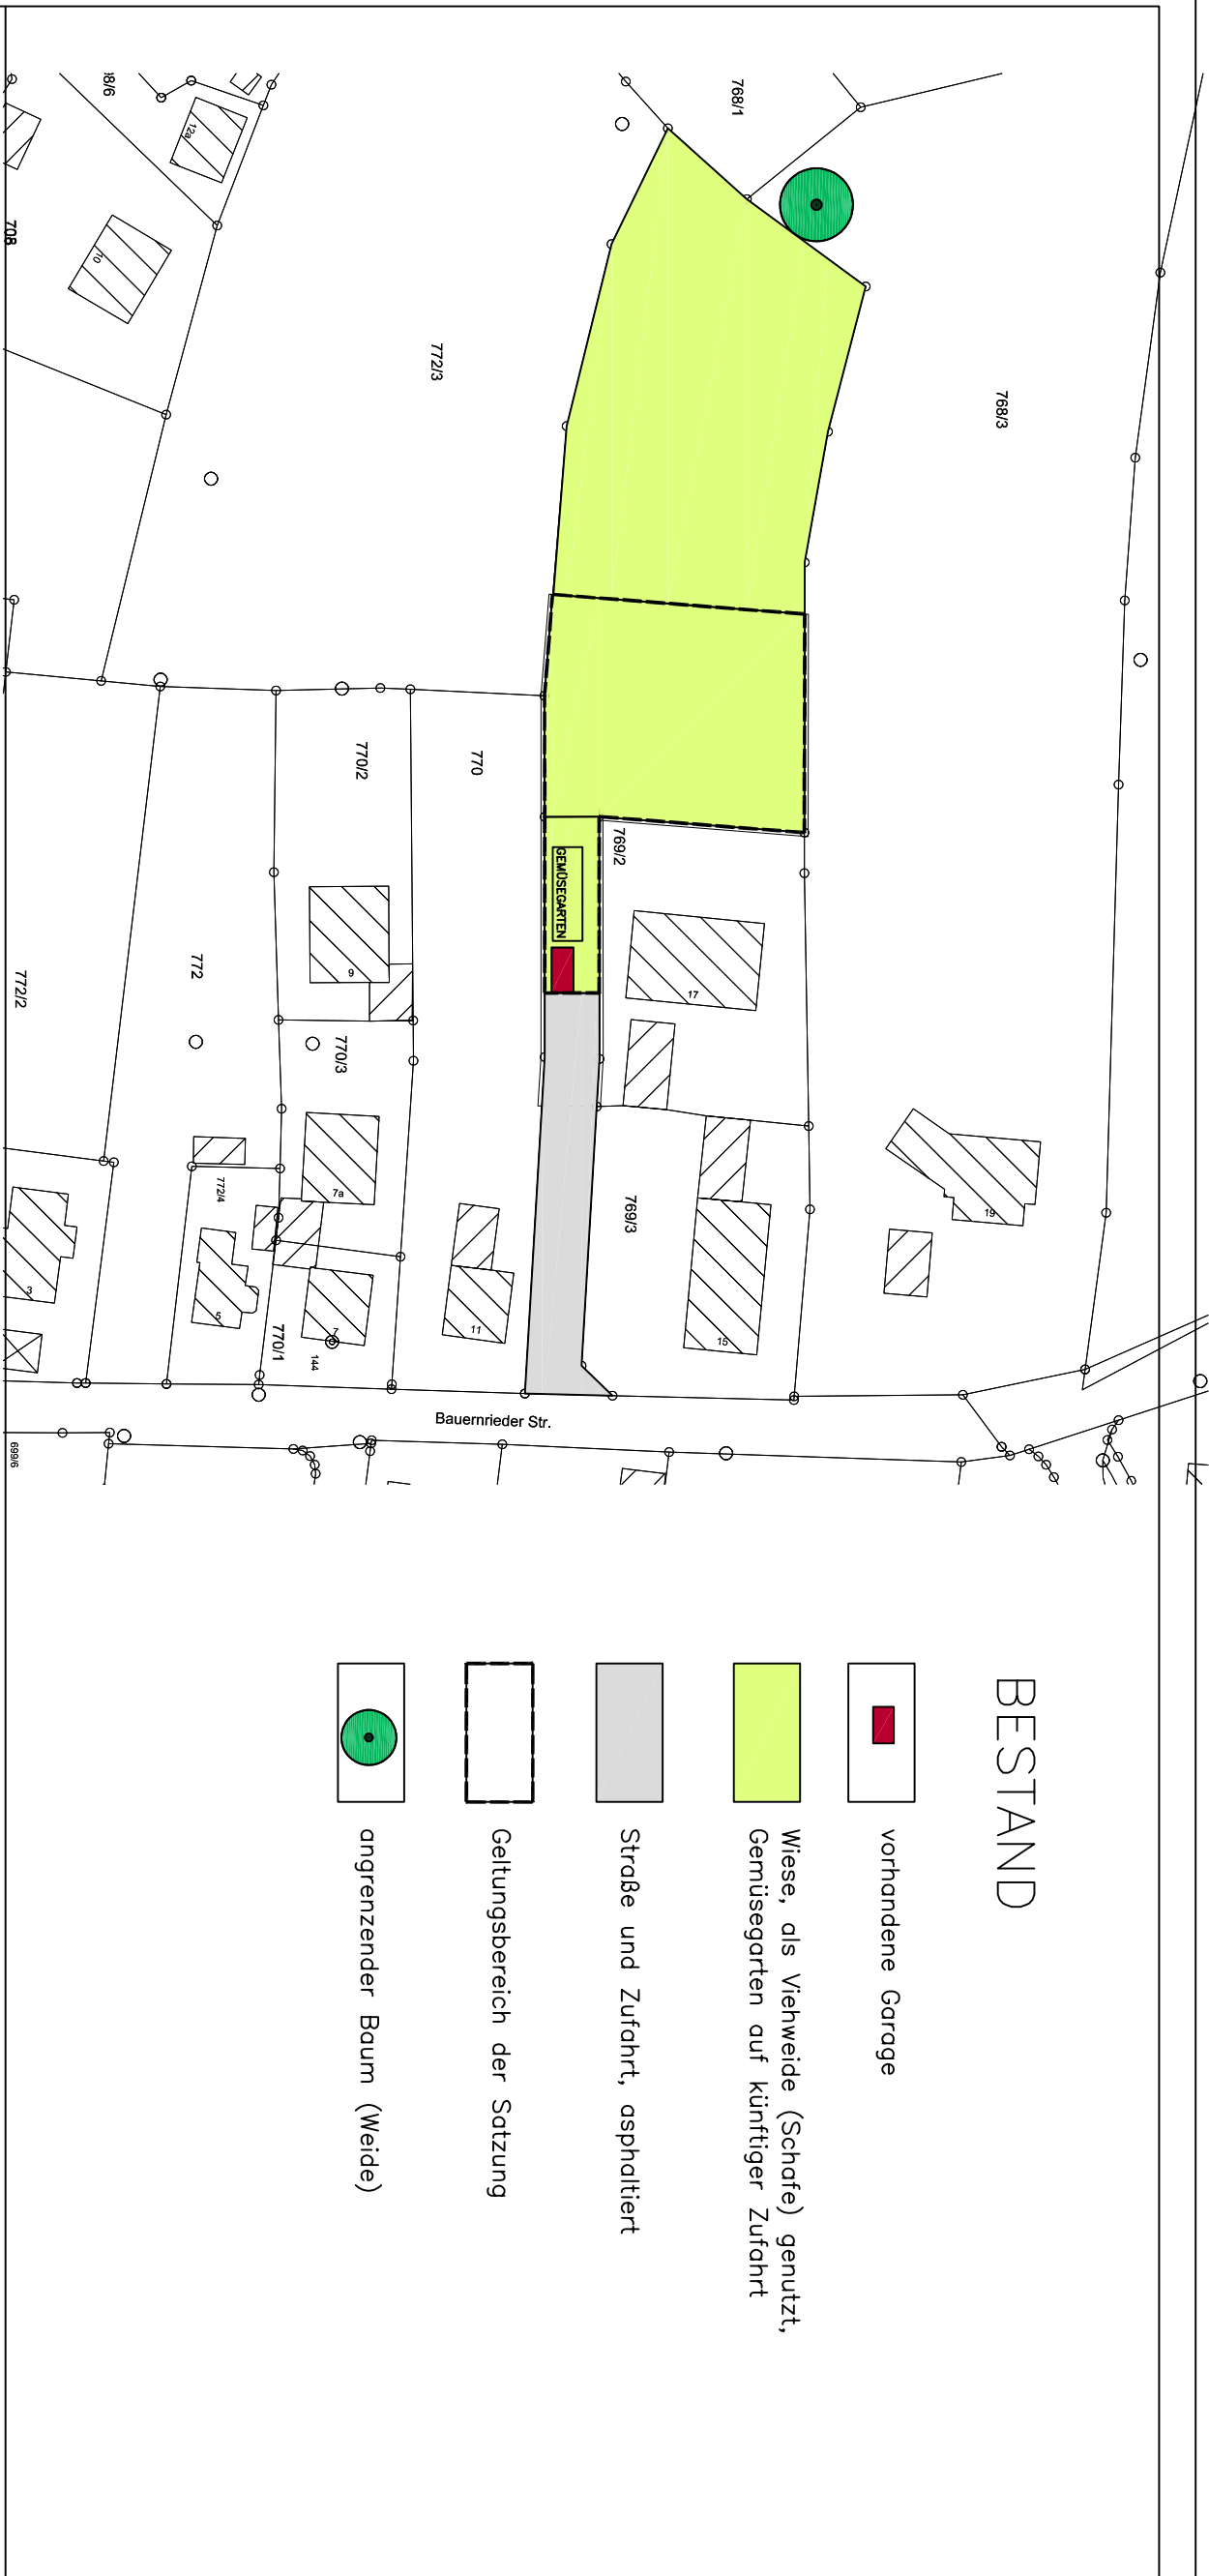 BESTAND
vorhandene Garage
Wiese, als Viehweide (Schafe) genutzt,
Gemüsegarten auf künftiger Zufahrt
Straße und Zufahrt, asphaltiert
Geltungsbereich der Satzung
angrenzender Baum (Weide)
768/3
768/1
772/3
12a
10
708
769/2
GEMÜSEGARTEN
17
19
769/3
15
770
770/2
9
770/3
7a
11
7
144
770/1
772
772/4
5
772/2
3
Bauernrieder Str.
699/6